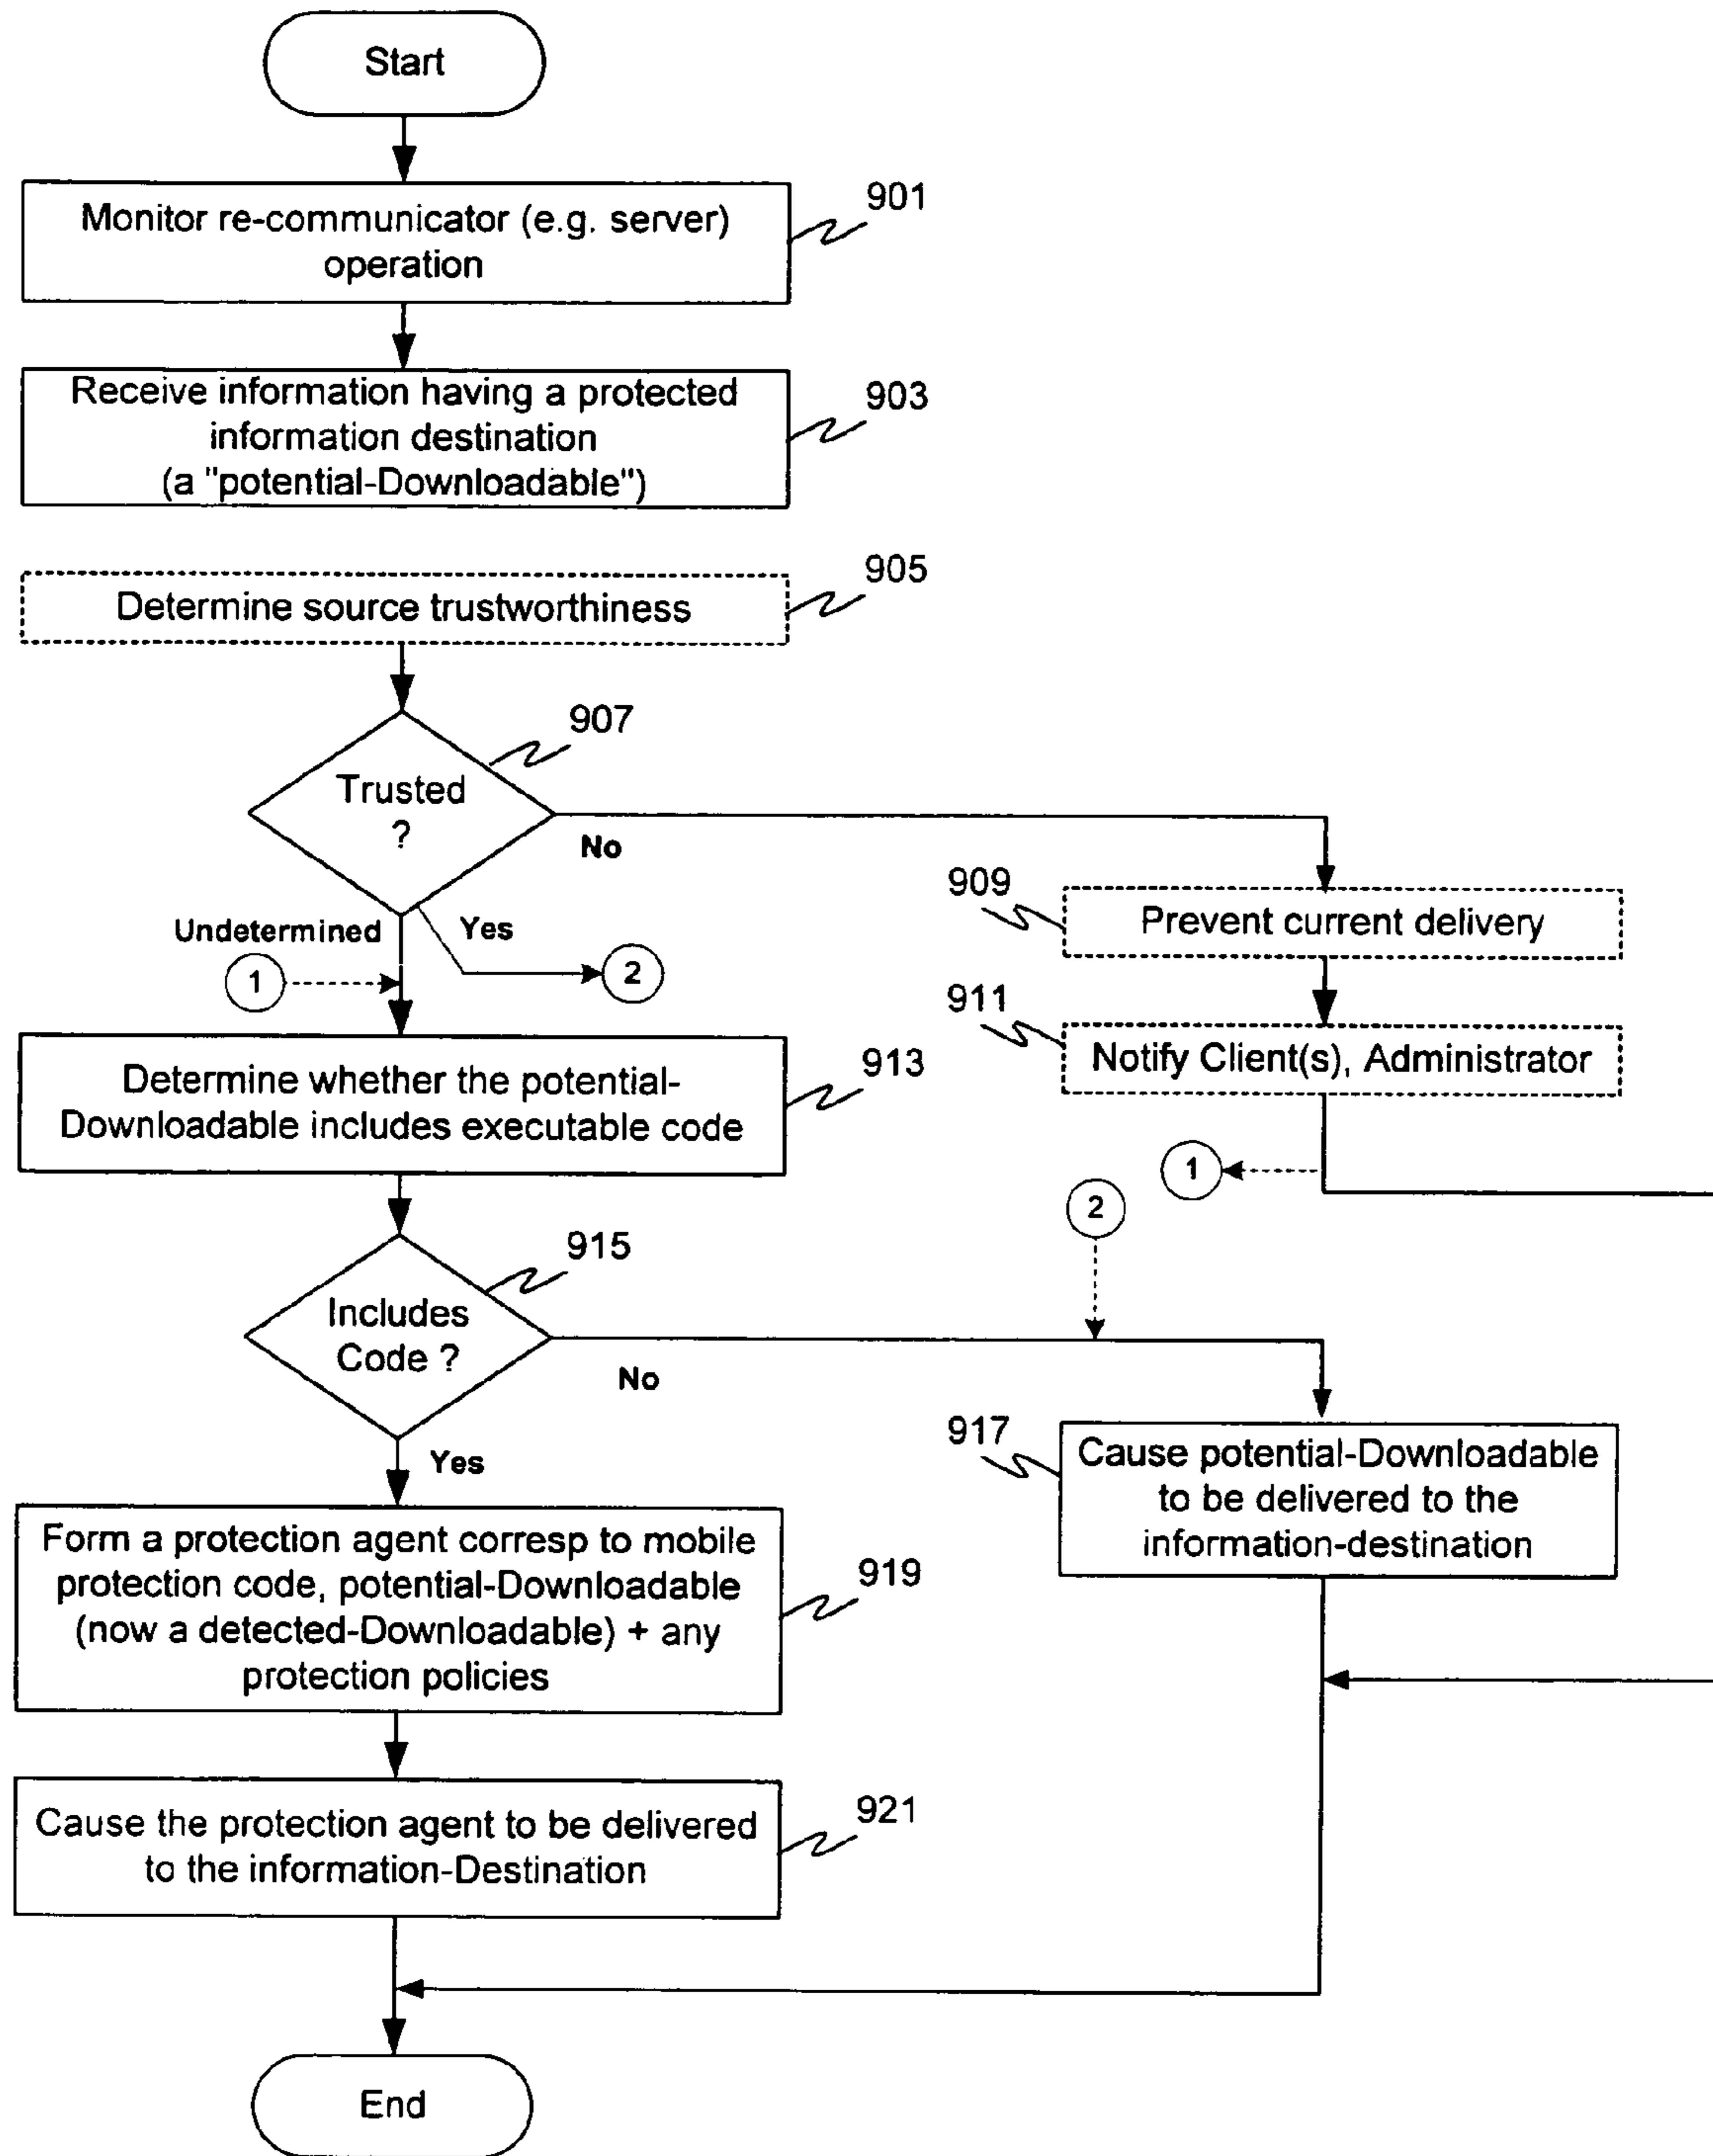 Start
Monitor re-communicator (e.g. server)
operation
901
Receive information having a protected
information destination
(a "potential-Downloadable")
903
Determine source trustworthiness
905
907
Trusted
?
No
Undetermined
Yes
1
2
909
Prevent current delivery
911
Notify Client(s), Administrator
1
2
Determine whether the potential-
Downloadable includes executable code
913
915
Includes
Code ?
No
Yes
917
Cause potential-Downloadable
to be delivered to the
information-destination
Form a protection agent corresp to mobile
protection code, potential-Downloadable
(now a detected-Downloadable) + any
protection policies
919
Cause the protection agent to be delivered
to the information-Destination
921
End